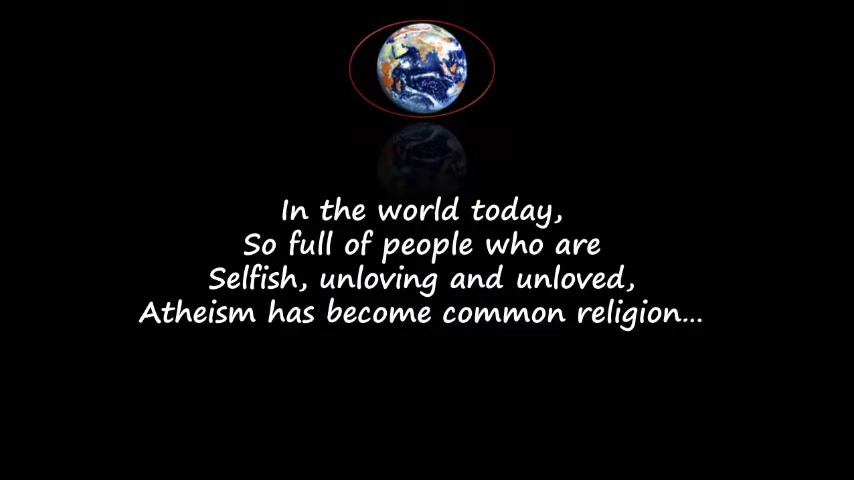 In the world today,
So full of people who are
Selfish, unloving and unloved,
Atheism has become common religion...